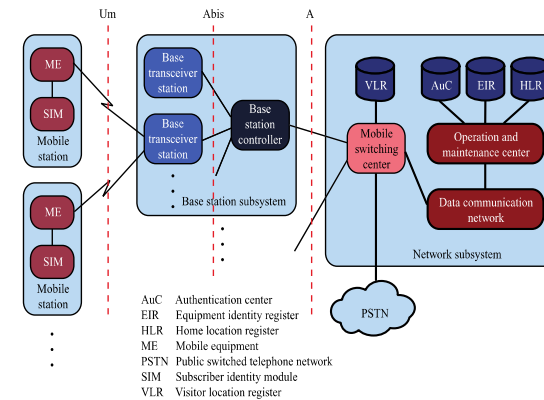 Um Abis A
ME
SIM
Mobile
station
ME
SIM
Mobile
station
Base
transceiver
station
Base
transceiver
station
Base
station
controller
Base station subsystem
VLR AuC EIR HLR
Mobile
switching
center
Operation and
maintenance center
Data communication
network
Network subsystem
PSTN
AuC Authentication center
EIR Equipment identity register
HLR Home location register
ME Mobile equipment
PSTN Public switched telephone network
SIM Subscriber identity module
VLR Visitor location register